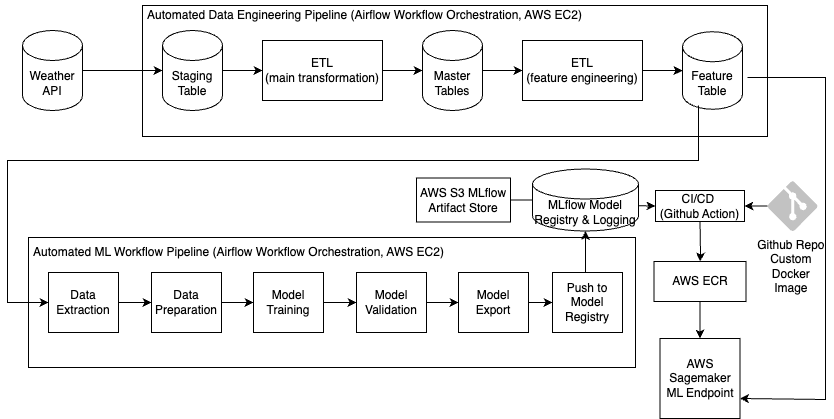 Automated Data Engineering Pipeline (Airflow Workflow Orchestration, AWS EC2)
Weather
API
Staging
Table
ETL
(main transformation)
Master
Tables
ETL
(feature engineering)
Feature
Table
AWS S3 MLflow
Artifact Store
MLflow Model
Registry & Logging
CI/CD
(Github Action)
Github Repo
Custom
Docker
Image
Automated ML Workflow Pipeline (Airflow Workflow Orchestration, AWS EC2)
Data
Extraction
Data
Preparation
Model
Training
Model
Validation
Model
Export
Push to
Model
Registry
AWS ECR
AWS
Sagemaker
ML Endpoint